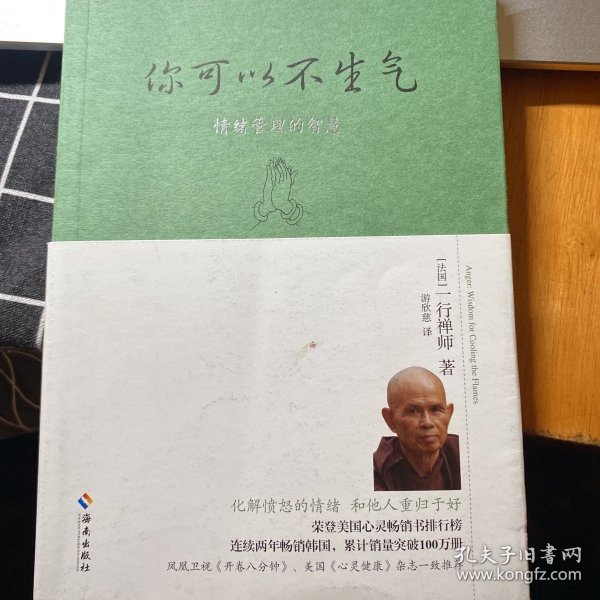 你可以不生气
情绪管理的智慧
[法国]一行禅师 著
游欣慈 译
Anger: Wisdom for Cooling the Flames
化解愤怒的情绪 和他人重归于好
荣登美国心灵畅销书排行榜
连续两年畅销韩国，累计销量突破100万册
凤凰卫视《开卷八分钟》、美国《心灵健康》杂志一致推荐
海南出版社
孔夫子旧书网
www.kongfz.com